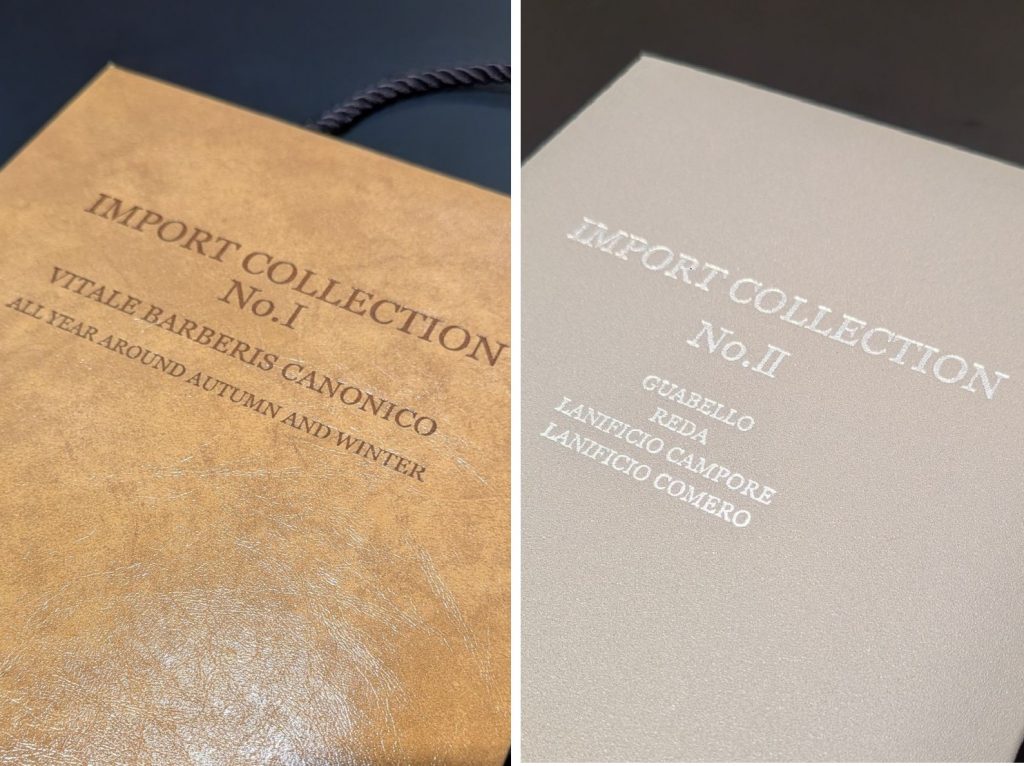 IMPORT COLLECTION
No.I
VITALE BARBERIS CANONICO
ALL YEAR AROUND AUTUMN AND WINTER
IMPORT COLLECTION
No.II
GUABELLO
REDA
LANIFICIO CAMPORE
LANIFICIO COMERO